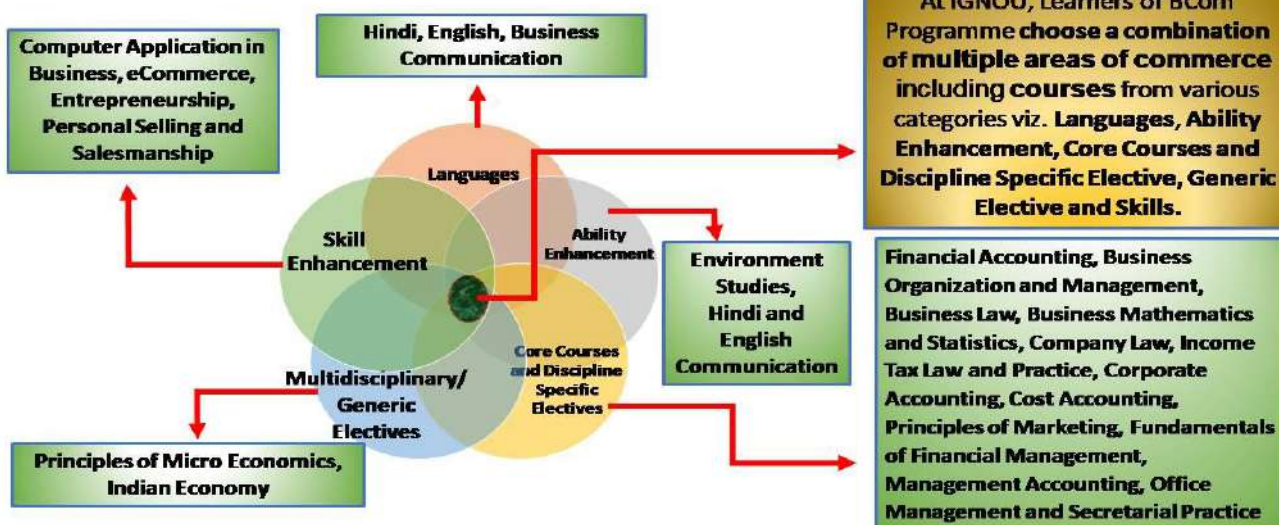 Computer Application in
Business, eCommerce,
Entrepreneurship,
Personal Selling and
Salesmanship
Hindi, English, Business
Communication
At IGNOU, Learners of BCom
Programme choose a combination
of multiple areas of commerce
including courses from various
categories viz. Languages, Ability
Enhancement, Core Courses and
Discipline Specific Elective, Generic
Elective and Skills.
Languages
Skill
Enhancement
Ability
Enhancement
Environment
Studies,
Hindi and
English
Communication
Core Courses
and Discipline
Specific
Electives
Multidisciplinary/
Generic
Electives
Principles of Micro Economics,
Indian Economy
Financial Accounting, Business
Organization and Management,
Business Law, Business Mathematics
and Statistics, Company Law, Income
Tax Law and Practice, Corporate
Accounting, Cost Accounting,
Principles of Marketing, Fundamentals
of Financial Management,
Management Accounting, Office
Management and Secretarial Practice